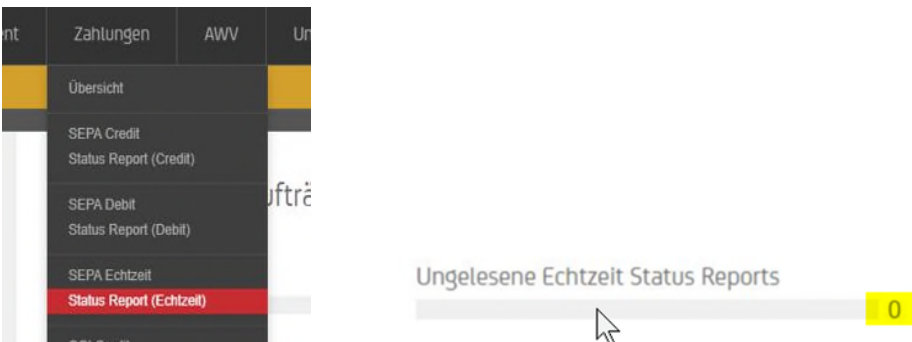 Zahlungen
AWV
Übersicht
SEPA Credit
Status Report (Credit)
SEPA Debit
Status Report (Debit)
SEPA Echtzeit
Status Report (Echtzeit)
Ungelesene Echtzeit Status Reports
0